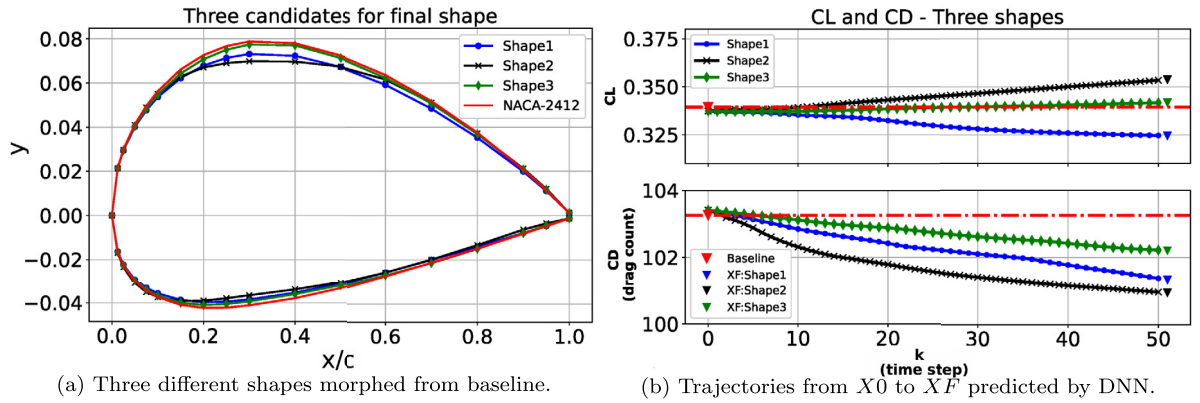 Three candidates for final shape
0.08
0.06
0.04
0.02
0.00
−0.02
−0.04
y
Shape1
Shape2
Shape3
NACA-2412
0.0 0.2 0.4 0.6 0.8 1.0
x/c
(a) Three different shapes morphed from baseline.
CL and CD - Three shapes
0.375
0.350
0.325
CL
Shape1
Shape2
Shape3
104
102
100
CD
(drag count)
Baseline
XF:Shape1
XF:Shape2
XF:Shape3
0 10 20 30 40 50
k
(time step)
(b) Trajectories from X0 to XF predicted by DNN.